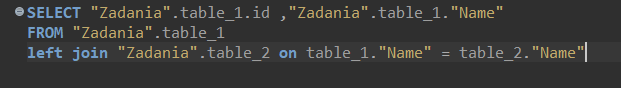 SELECT "Zadania".table_1.id ,"Zadania".table_1."Name"
FROM "Zadania".table_1
left join "Zadania".table_2 on table_1."Name" = table_2."Name"